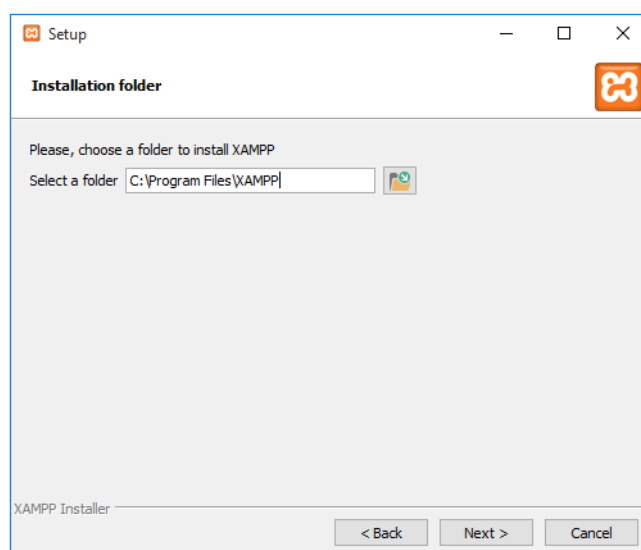 Setup
Installation folder
Please, choose a folder to install XAMPP
Select a folder C:\Program Files\XAMPP
XAMPP Installer
< Back Next > Cancel